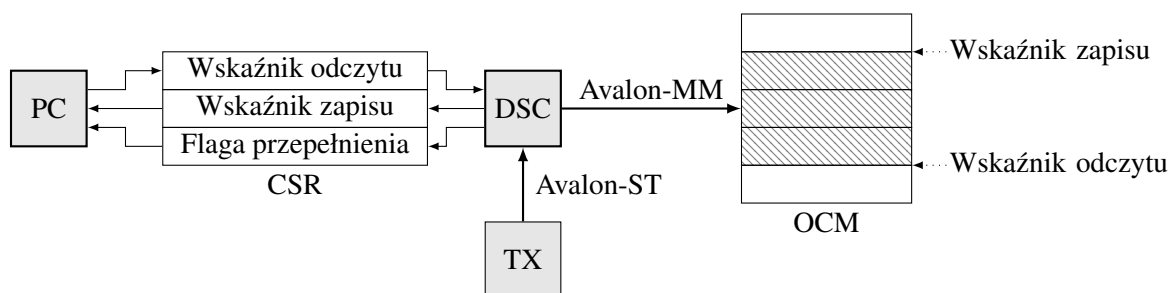 PC
Wskaźnik odczytu
Wskaźnik zapisu
Flaga przepełnienia
CSR
DSC
Avalon-MM
Avalon-ST
TX
OCM
Wskaźnik zapisu
Wskaźnik odczytu